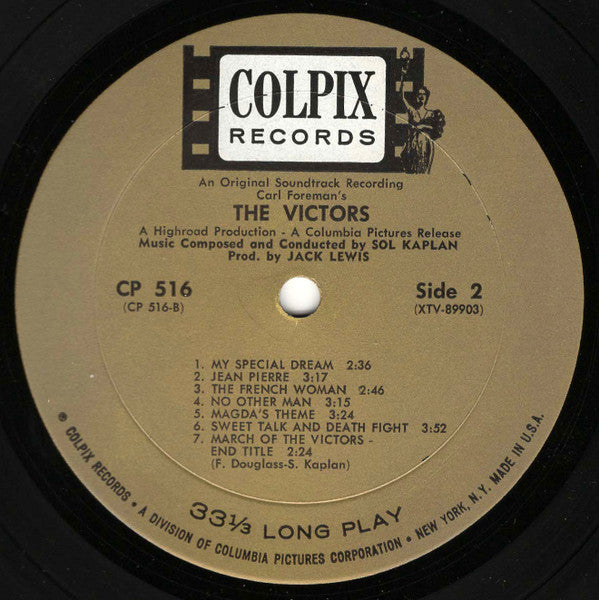 COLPIX
RECORDS
An Original Soundtrack Recording
Carl Foreman's
THE VICTORS
A Highroad Production - A Columbia Pictures Release
Music Composed and Conducted by SOL KAPLAN
Prod. by JACK LEWIS
CP 516
(CP 516-B)
Side 2
(XTV-89903)
1. MY SPECIAL DREAM 2:36
2. JEAN PIERRE 3:17
3. THE FRENCH WOMAN 2:46
4. NO OTHER MAN 3:15
5. MAGDA'S THEME 3:24
6. SWEET TALK AND DEATH FIGHT 3:52
7. MARCH OF THE VICTORS -
END TITLE 2:24
(F. Douglass-S. Kaplan)
33⅓ LONG PLAY
® COLPIX RECORDS • A DIVISION OF COLUMBIA PICTURES CORPORATION • NEW YORK, N.Y. MADE IN U.S.A.